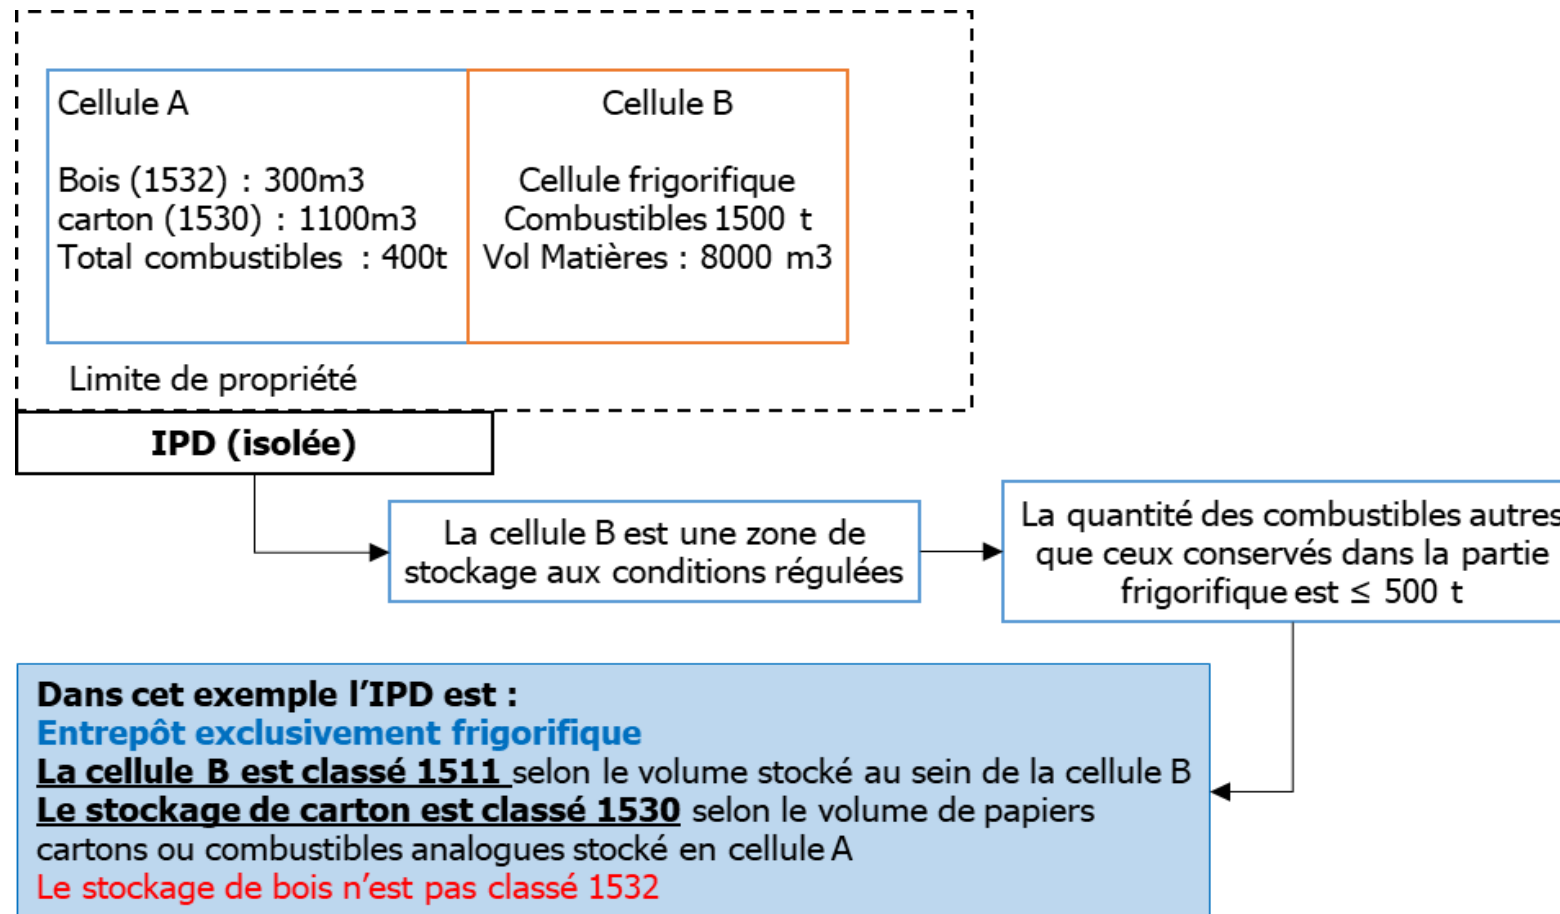 Cellule A
Bois (1532) : 300m3
carton (1530) : 1100m3
Total combustibles : 400t
Cellule B
Cellule frigorifique
Combustibles 1500 t
Vol Matières : 8000 m3
Limite de propriété
IPD (isolée)
La cellule B est une zone de
stockage aux conditions régulées
La quantité des combustibles autres
que ceux conservés dans la partie
frigorifique est ≤ 500 t
Dans cet exemple l’IPD est :
Entrepôt exclusivement frigorifique
La cellule B est classé 1511 selon le volume stocké au sein de la cellule B
Le stockage de carton est classé 1530 selon le volume de papiers
cartons ou combustibles analogues stocké en cellule A
Le stockage de bois n’est pas classé 1532